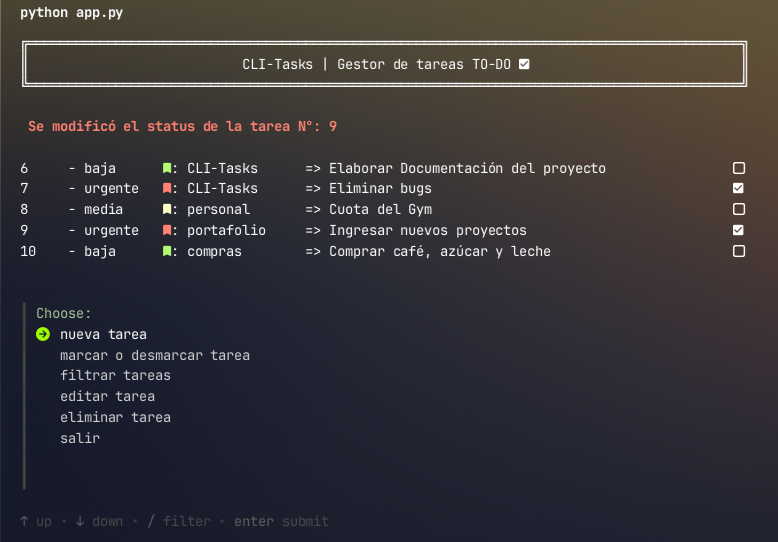 python app.py
CLI-Tasks | Gestor de tareas TO-DO
Se modificó el status de la tarea N°: 9
6 - baja : CLI-Tasks => Elaborar Documentación del proyecto
7 - urgente : CLI-Tasks => Eliminar bugs
8 - media : personal => Cuota del Gym
9 - urgente : portafolio => Ingresar nuevos proyectos
10 - baja : compras => Comprar café, azúcar y leche
Choose:
nueva tarea
marcar o desmarcar tarea
filtrar tareas
editar tarea
eliminar tarea
salir
↑ up • ↓ down • / filter • enter submit